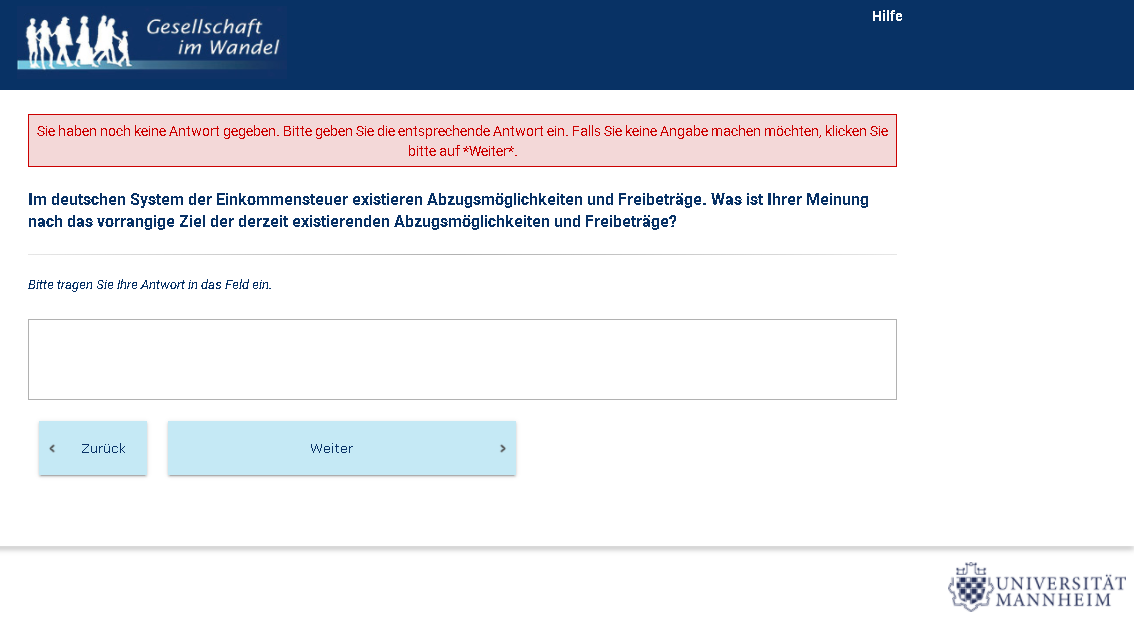 Gesellschaft
im Wandel
Hilfe
Sie haben noch keine Antwort gegeben. Bitte geben Sie die entsprechende Antwort ein. Falls Sie keine Angabe machen möchten, klicken Sie
bitte auf *Weiter*.
Im deutschen System der Einkommensteuer existieren Abzugsmöglichkeiten und Freibeträge. Was ist Ihrer Meinung
nach das vorrangige Ziel der derzeit existierenden Abzugsmöglichkeiten und Freibeträge?
Bitte tragen Sie Ihre Antwort in das Feld ein.
Zurück
Weiter
UNIVERSITÄT
MANNHEIM